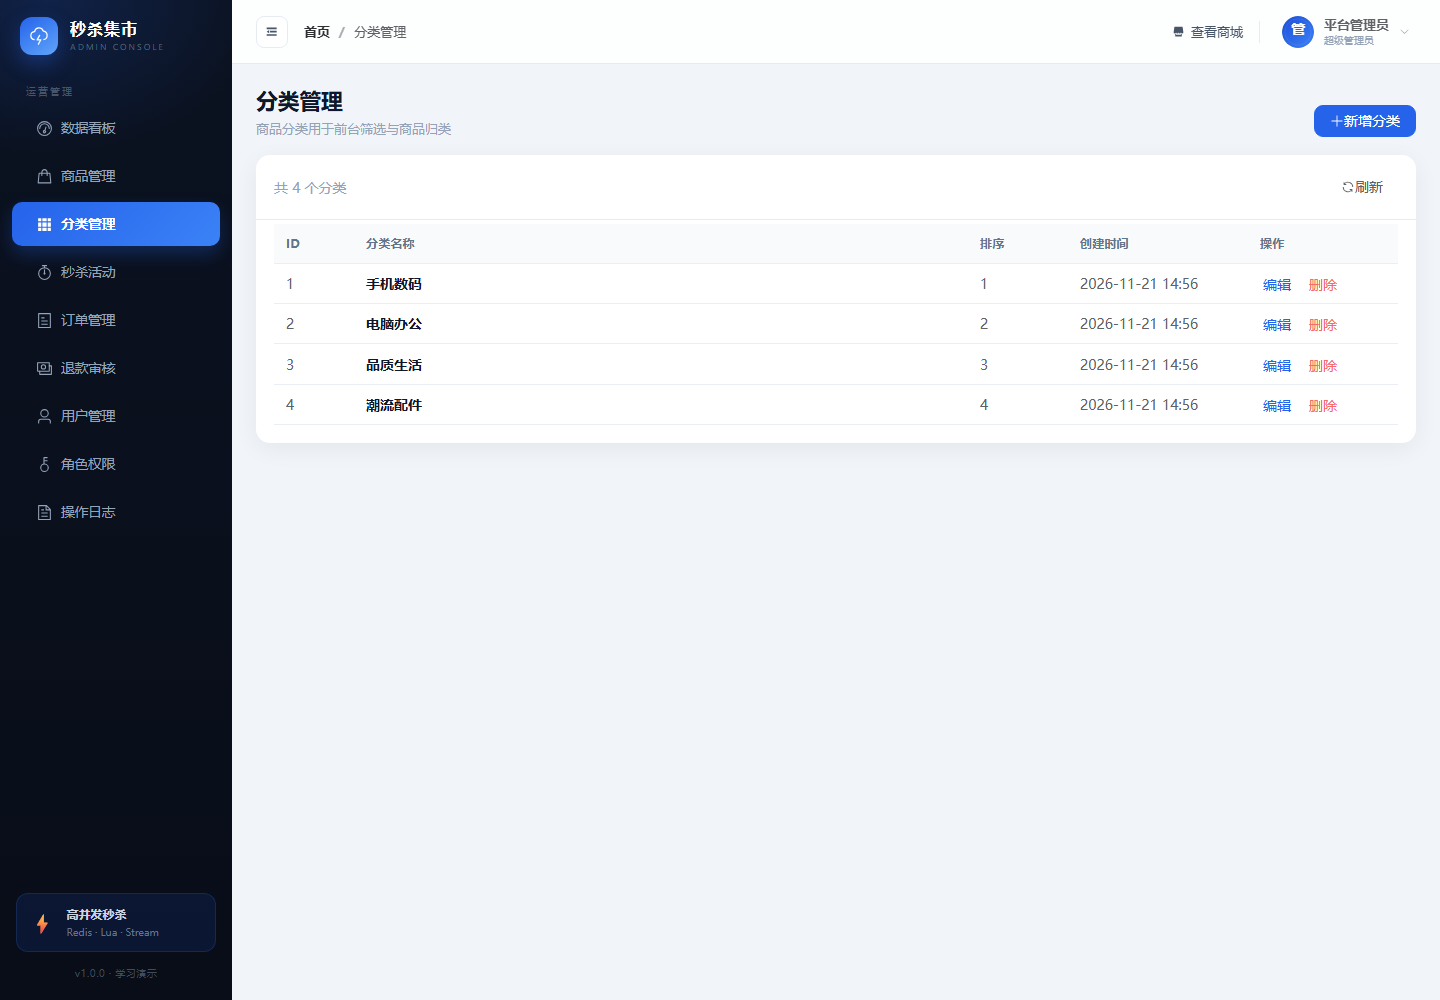 秒杀集市
ADMIN CONSOLE
运营管理
数据看板
商品管理
分类管理
秒杀活动
订单管理
退款审核
用户管理
角色权限
操作日志
高并发秒杀
Redis · Lua · Stream
v1.0.0 · 学习演示
首页 / 分类管理
查看商城
管
平台管理员
超级管理员
分类管理
商品分类用于前台筛选与商品归类
新增分类
共 4 个分类
刷新
ID 分类名称 排序 创建时间 操作
1 手机数码 1 2026-11-21 14:56 编辑 删除
2 电脑办公 2 2026-11-21 14:56 编辑 删除
3 品质生活 3 2026-11-21 14:56 编辑 删除
4 潮流配件 4 2026-11-21 14:56 编辑 删除